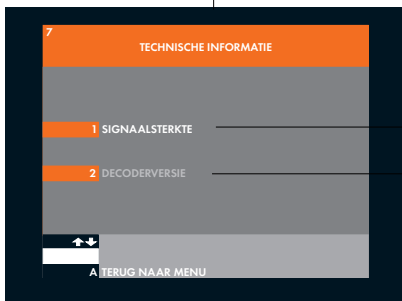 7
TECHNISCHE INFORMATIE
1 SIGNAALSTERKTE
2 DECODERVERSIE
A TERUG NAAR MENU